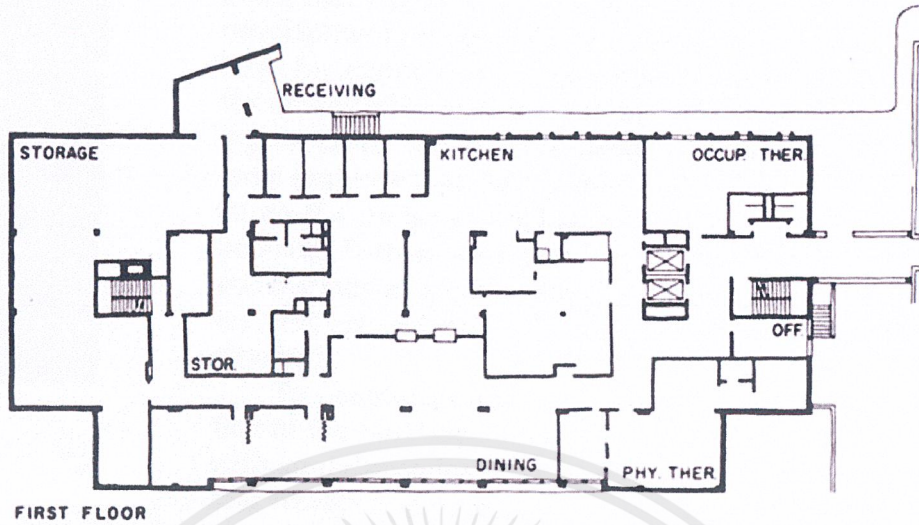 RECEIVING
STORAGE
KITCHEN
OCCUP. THER.
OFF.
STOR.
DINING
PHY. THER
FIRST FLOOR